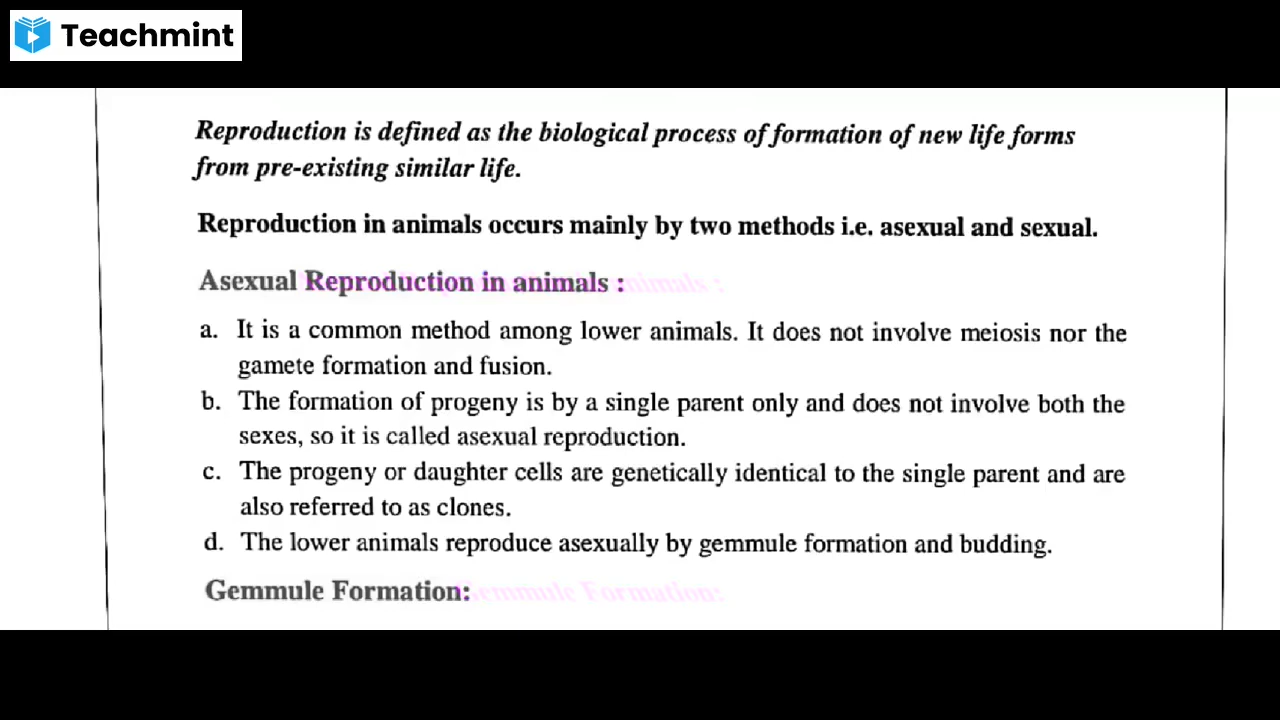 Teachmint
Reproduction is defined as the biological process of formation of new life forms
from pre-existing similar life.
Reproduction in animals occurs mainly by two methods i.e. asexual and sexual.
Asexual Reproduction in animals :
a. It is a common method among lower animals. It does not involve meiosis nor the
gamete formation and fusion.
b. The formation of progeny is by a single parent only and does not involve both the
sexes, so it is called asexual reproduction.
c. The progeny or daughter cells are genetically identical to the single parent and are
also referred to as clones.
d. The lower animals reproduce asexually by gemmule formation and budding.
Gemmule Formation: